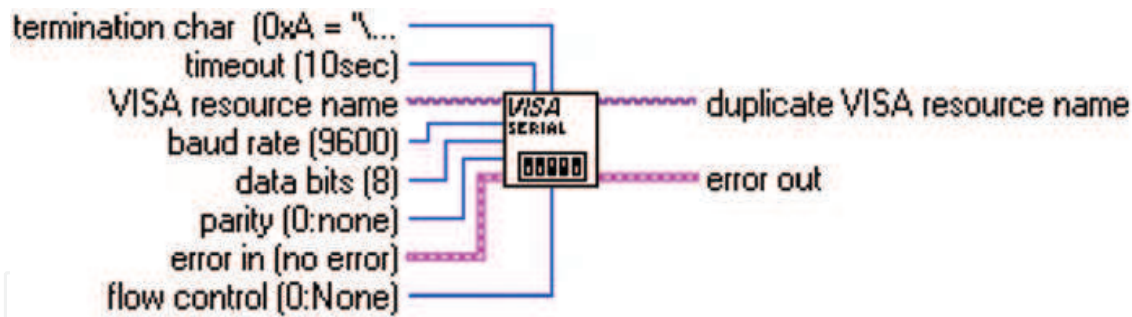 termination char (0xA = "\...
timeout (10sec)
VISA resource name
baud rate (9600)
data bits (8)
parity (0:none)
error in (no error)
flow control (0:None)
VISA
SERIAL
duplicate VISA resource name
error out